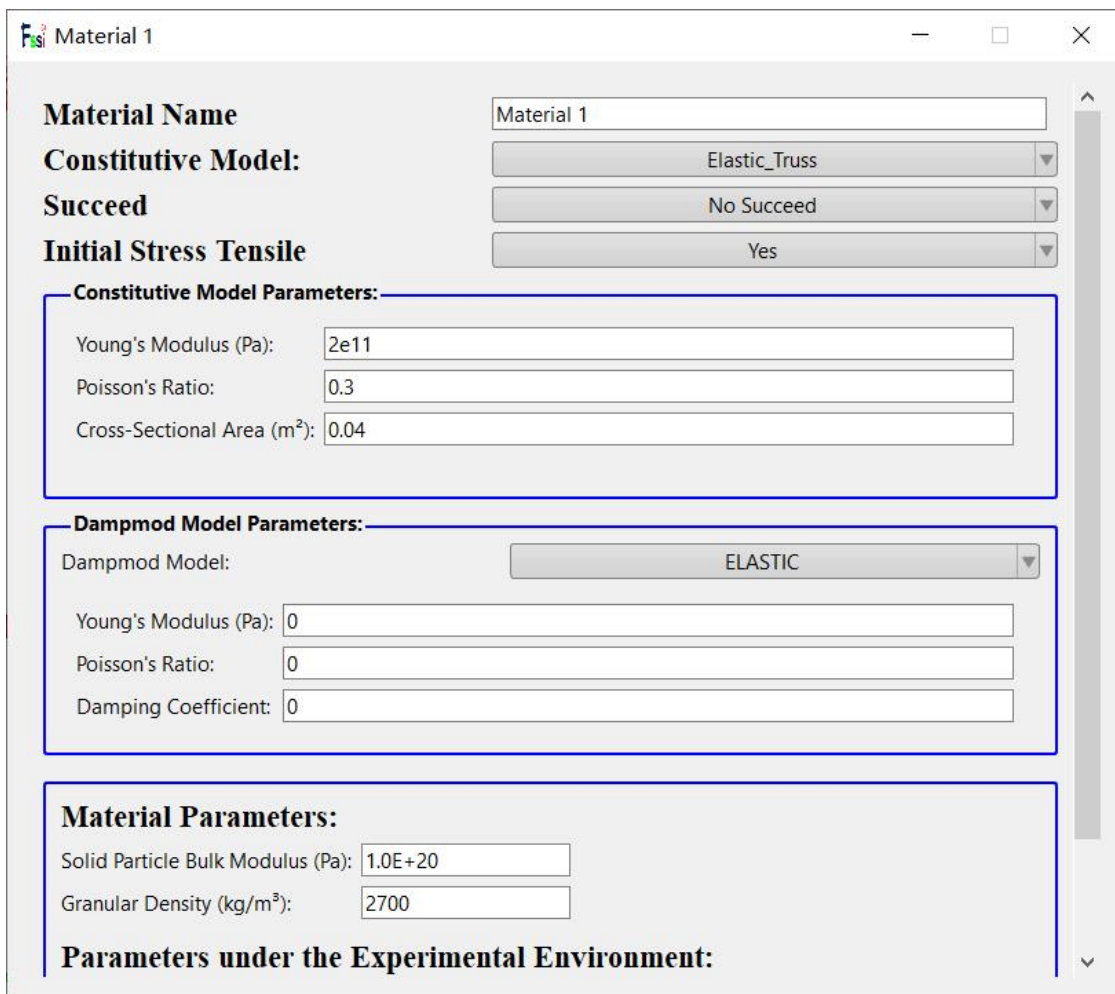 Fssi Material 1
Material Name Material 1
Constitutive Model: Elastic_Truss
Succeed No Succeed
Initial Stress Tensile Yes
Constitutive Model Parameters:
Young's Modulus (Pa): 2e11
Poisson's Ratio: 0.3
Cross-Sectional Area (m²): 0.04
Dampmod Model Parameters:
Dampmod Model: ELASTIC
Young's Modulus (Pa): 0
Poisson's Ratio: 0
Damping Coefficient: 0
Material Parameters:
Solid Particle Bulk Modulus (Pa): 1.0E+20
Granular Density (kg/m³): 2700
Parameters under the Experimental Environment: